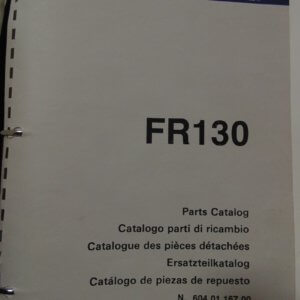 FR130
Parts Catalog
Catalogo parti di ricambio
Catalogue des pièces détachées
Ersatzteilkatalog
Catálogo de piezas de repuesto
N. 604.01.167.00